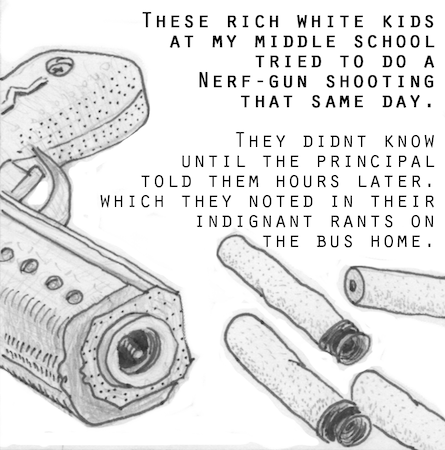 These rich white kids
at my middle school
tried to do a
Nerf-gun shooting
that same day.
They didnt know
until the principal
told them hours later.
which they noted in their
indignant rants on
the bus home.